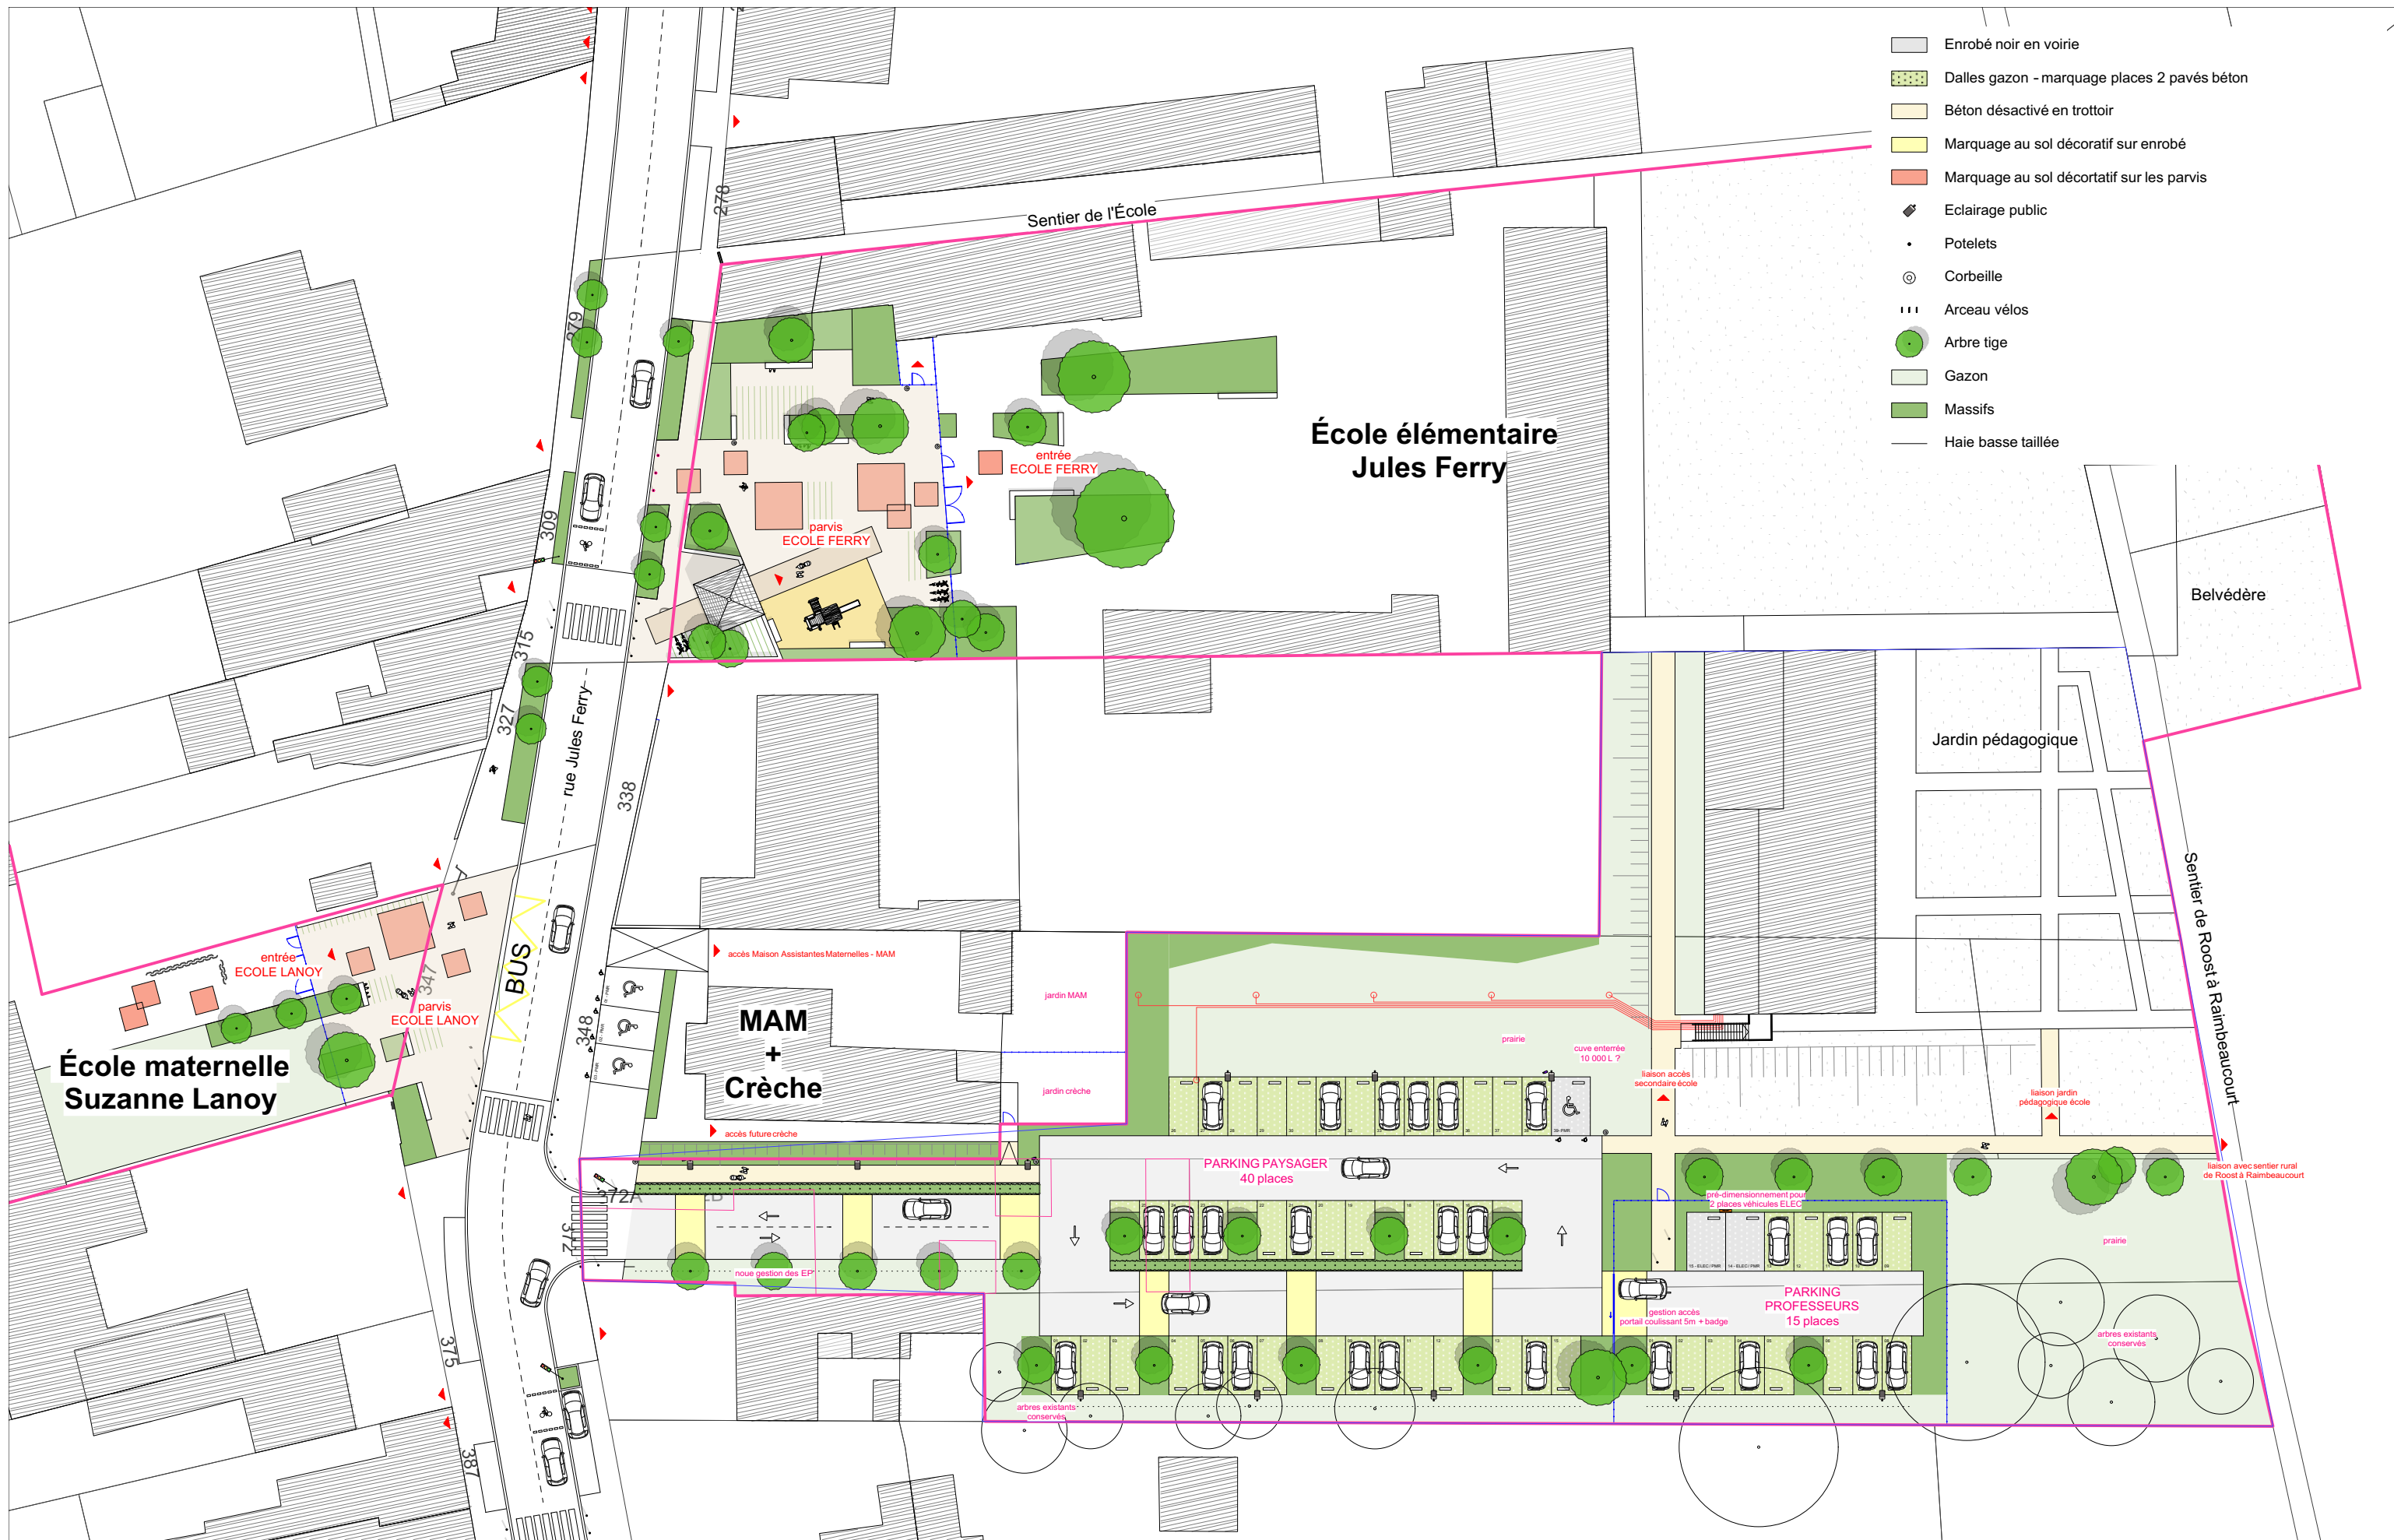 Enrobé noir en voirie
Dalles gazon - marquage places 2 pavés béton
Béton désactivé en trottoir
Marquage au sol décoratif sur enrobé
Marquage au sol décortatif sur les parvis
Eclairage public
Potelets
Corbeille
Arceau vélos
Arbre tige
Gazon
Massifs
Haie basse taillée
278
Sentier de l'École
279
École élémentaire
Jules Ferry
entrée
ECOLE FERRY
parvis
ECOLE FERRY
309
315
327
rue Jules Ferry
338
Belvédère
Jardin pédagogique
Sentier de Roost à Raimbeaucourt
entrée
ECOLE LANOY
parvis
ECOLE LANOY
347
BUS
348
École maternelle
Suzanne Lanoy
accès Maison Assistantes Maternelles - MAM
MAM
+
Crèche
jardin MAM
jardin crèche
accès future crèche
prairie
cuve enterrée
10 000 L ?
liaison accès
secondaire école
liaison jardin
pédagogique école
liaison avec sentier rural
de Roost à Raimbeaucourt
PARKING PAYSAGER
40 places
372A
372
noue gestion des EP
pré-dimensionnement pour
2 places véhicules ELEC
15 - ELEC / PMR
14 - ELEC / PMR
PARKING
PROFESSEURS
15 places
gestion accès
portail coulissant 5m + badge
prairie
arbres existants
conservés
arbres existants
conservés
375
387